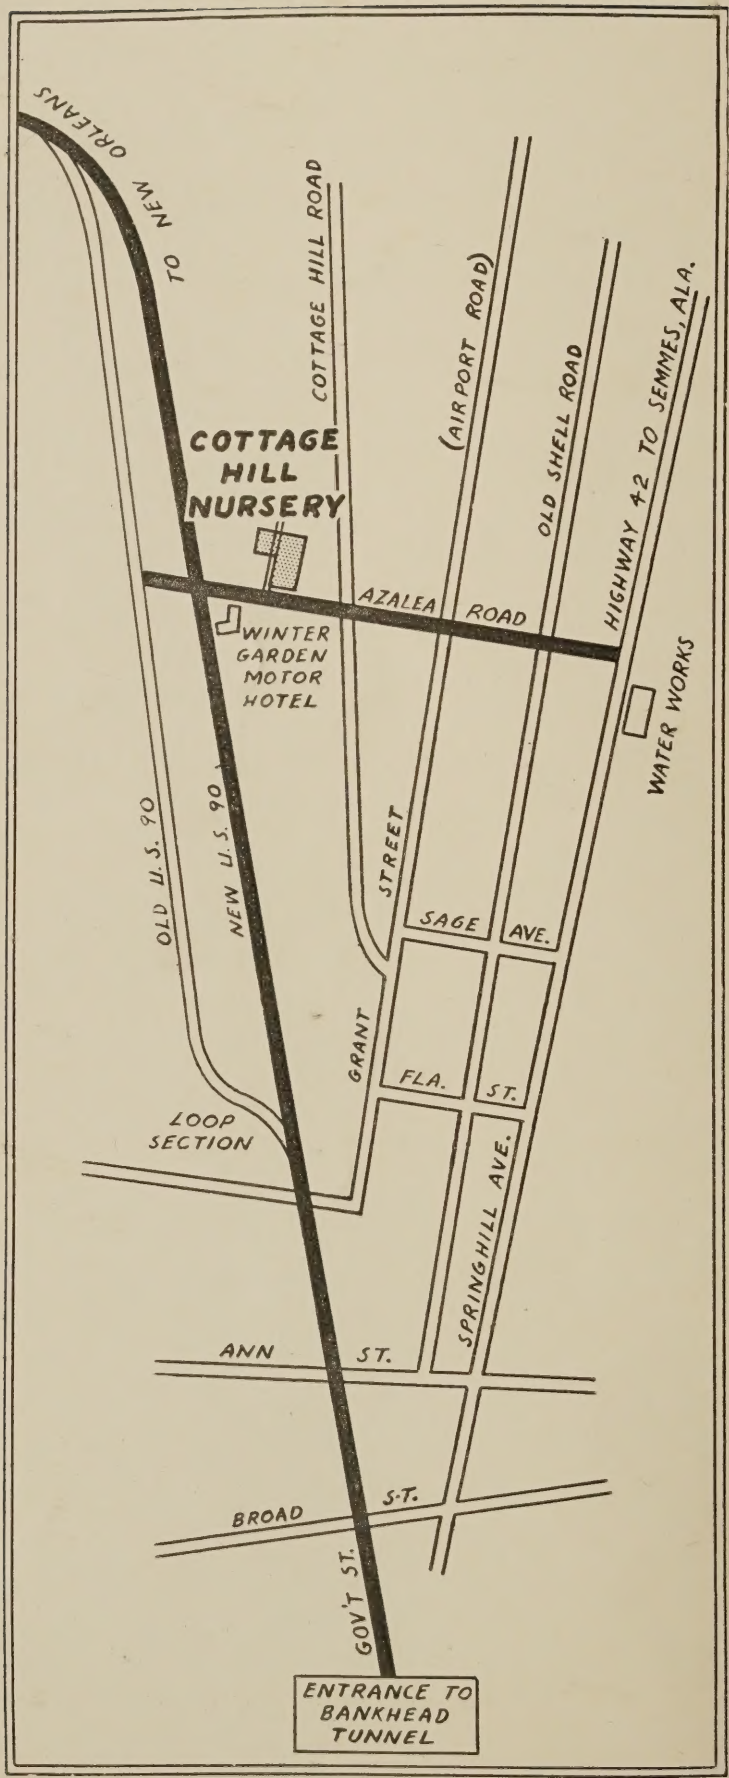 TO NEW ORLEANS
COTTAGE HILL ROAD
(AIRPORT ROAD)
OLD SHELL ROAD
HIGHWAY 42 TO SEMMES, ALA.
COTTAGE
HILL
NURSERY
AZALEA ROAD
WINTER
GARDEN
MOTOR
HOTEL
WATER WORKS
OLD U.S. 90
NEW U.S. 90
GRANT STREET
SAGE AVE.
FLA. ST.
LOOP
SECTION
SPRINGHILL AVE.
ANN ST.
BROAD S.T.
GOV'T ST.
ENTRANCE TO
BANKHEAD
TUNNEL